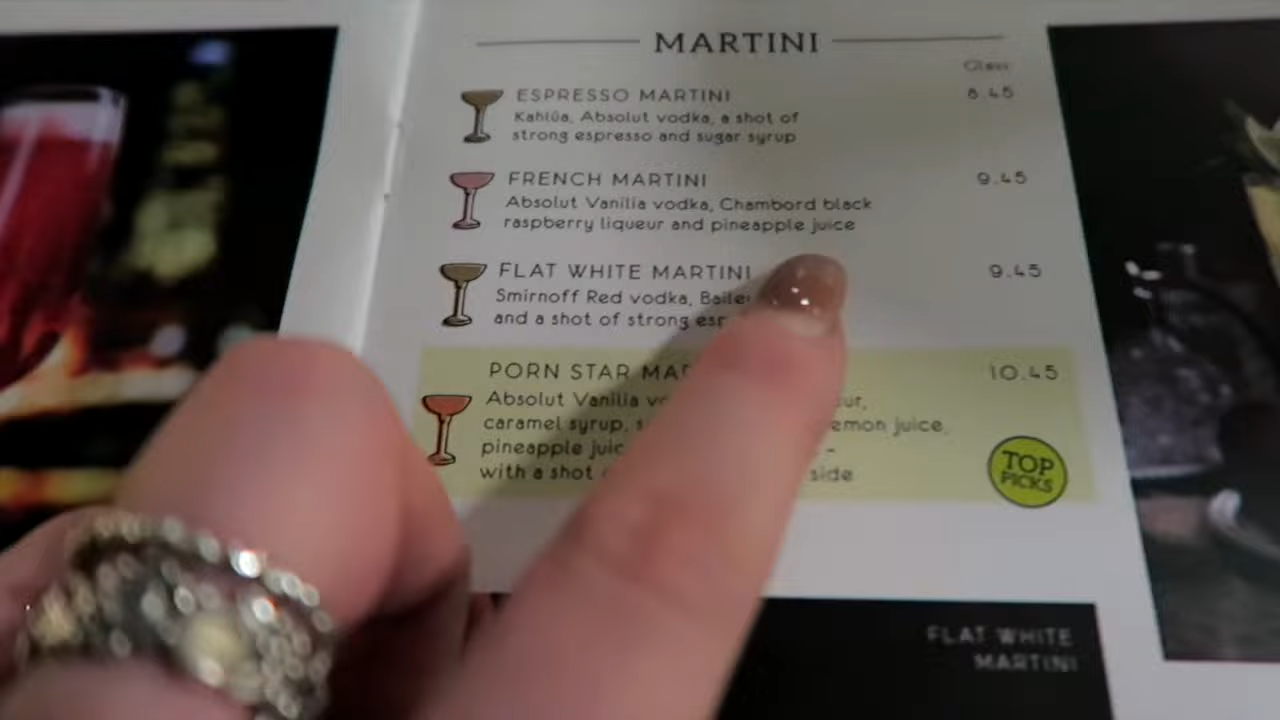 MARTINI
Glass
ESPRESSO MARTINI 8.45
Kahlúa, Absolut vodka, a shot of
strong espresso and sugar syrup
FRENCH MARTINI 9.45
Absolut Vanilia vodka, Chambord black
raspberry liqueur and pineapple juice
FLAT WHITE MARTINI 9.45
Smirnoff Red vodka,
and a shot of strong
PORN STAR 10.45
Absolut Vanilia
caramel syrup, juice,
pineapple -
with a shot side
TOP
PICKS
FLAT WHITE
MARTINI